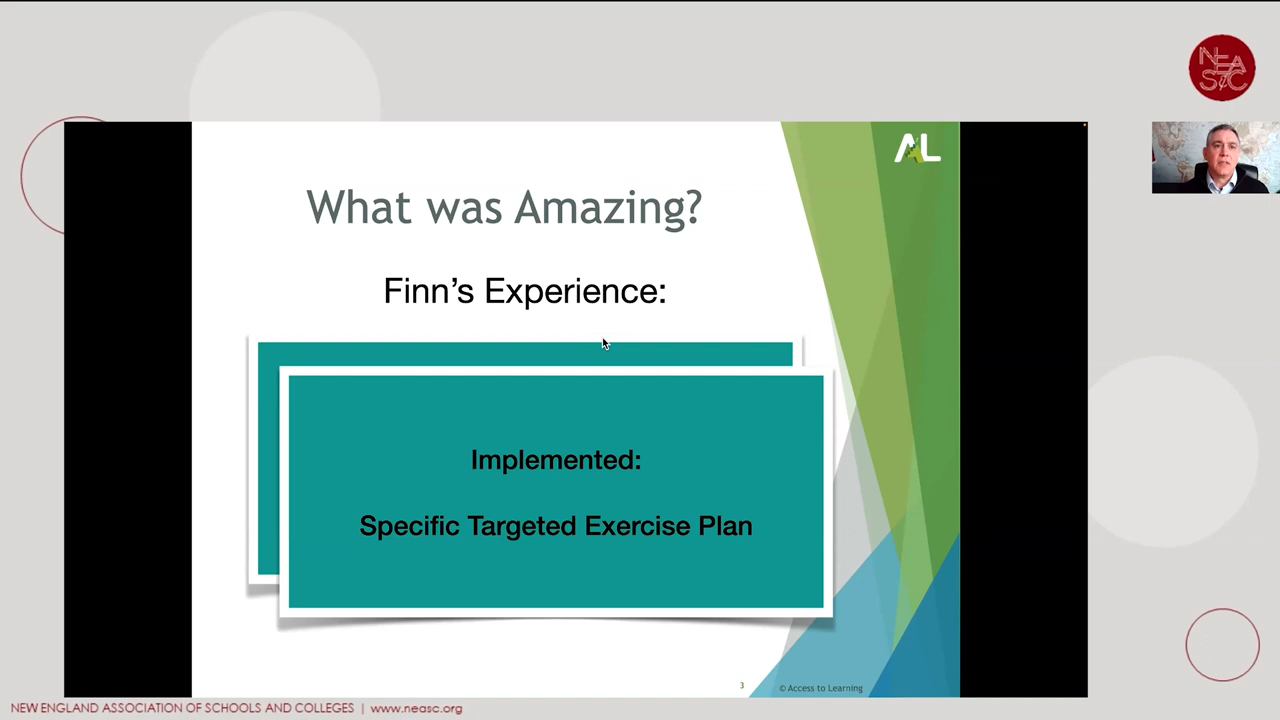 NEA
S&C
AL
What was Amazing?
Finn's Experience:
Implemented:
Specific Targeted Exercise Plan
3
© Access to Learning
NEW ENGLAND ASSOCIATION OF SCHOOLS AND COLLEGES | www.neasc.org